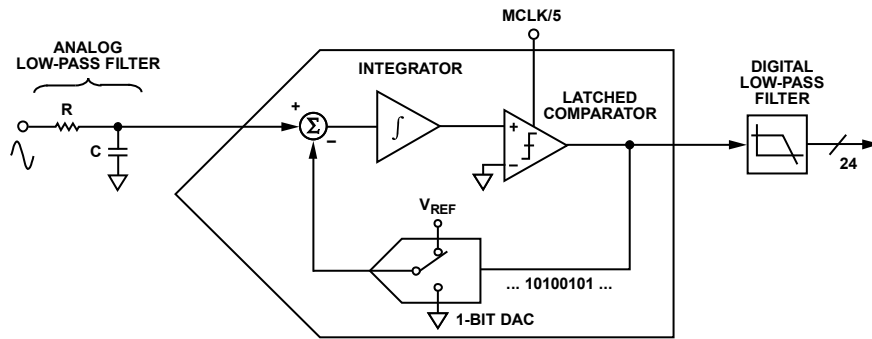 MCLK/5
ANALOG
LOW-PASS FILTER
INTEGRATOR
LATCHED
COMPARATOR
DIGITAL
LOW-PASS
FILTER
R
C
+
Σ
−
∫
+
−
24
VREF
... 10100101 ...
1-BIT DAC